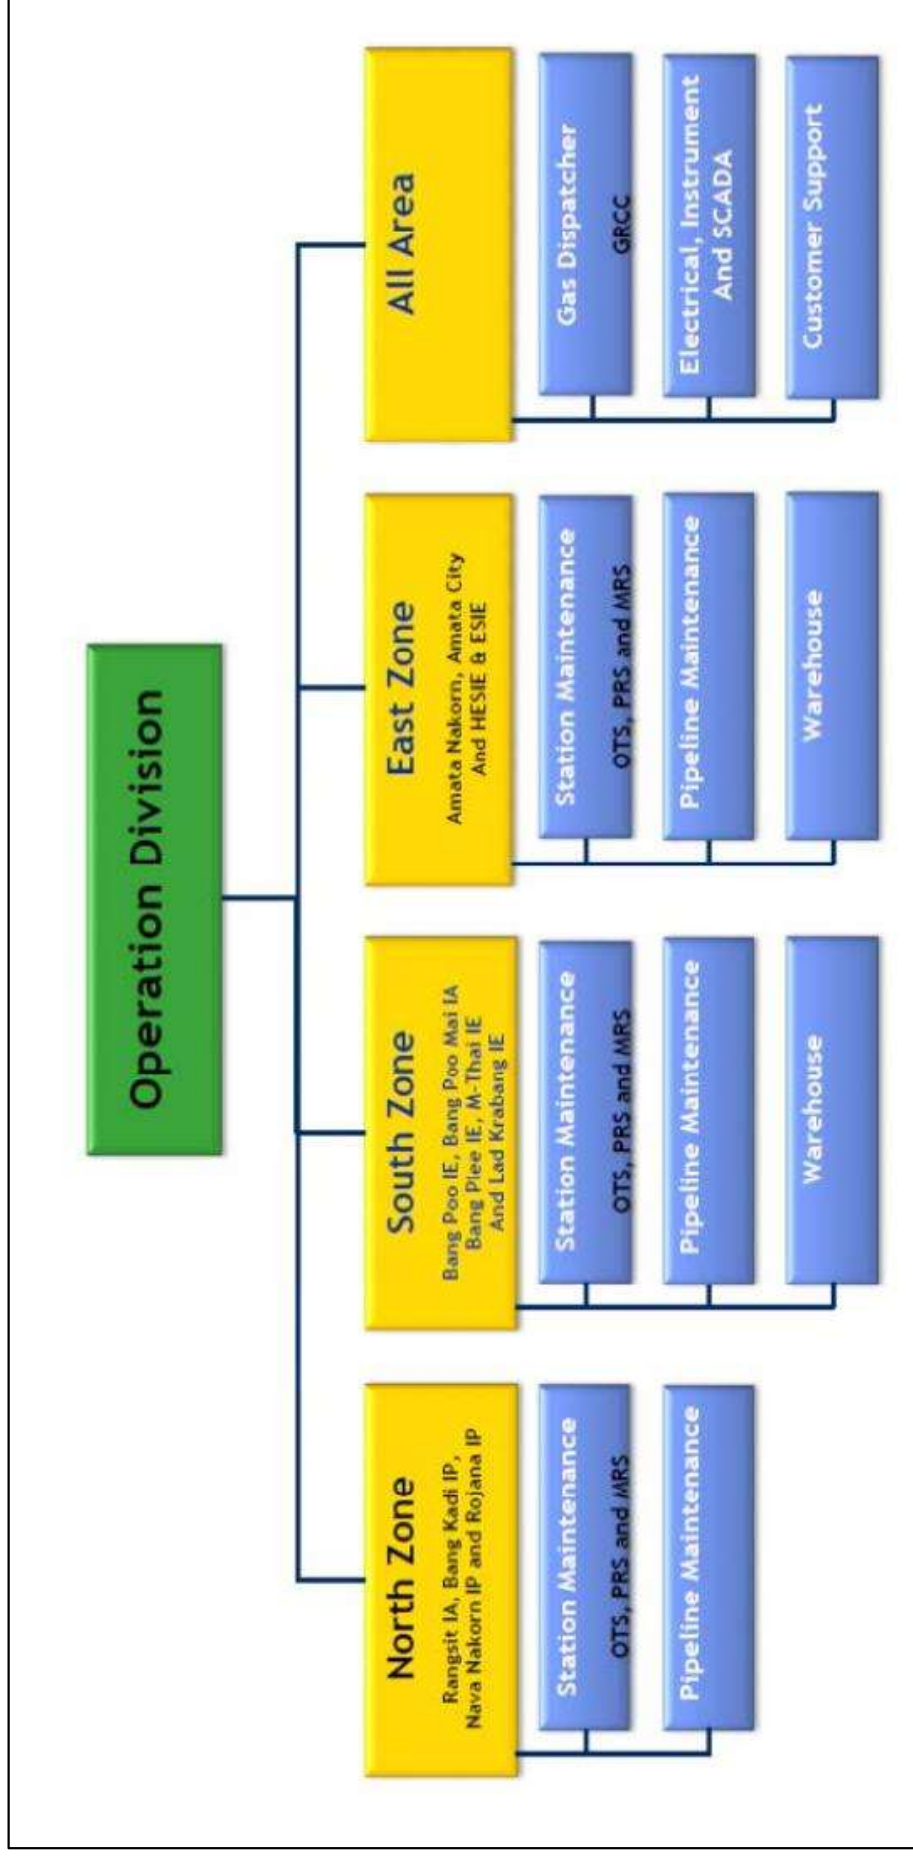 Operation Division
North Zone
Rangsit IA, Bang Kadi IP,
Nava Nakorn IP and Rojana IP
Station Maintenance
OTS, PRS and MRS
Pipeline Maintenance
South Zone
Bang Poo IE, Bang Poo Mai IA
Bang Plee IE, M-Thai IE
And Lad Krabang IE
Station Maintenance
OTS, PRS and MRS
Pipeline Maintenance
Warehouse
East Zone
Amata Nakorn, Amata City
And HESIE & ESIE
Station Maintenance
OTS, PRS and MRS
Pipeline Maintenance
Warehouse
All Area
Gas Dispatcher
GRCC
Electrical, Instrument
And SCADA
Customer Support